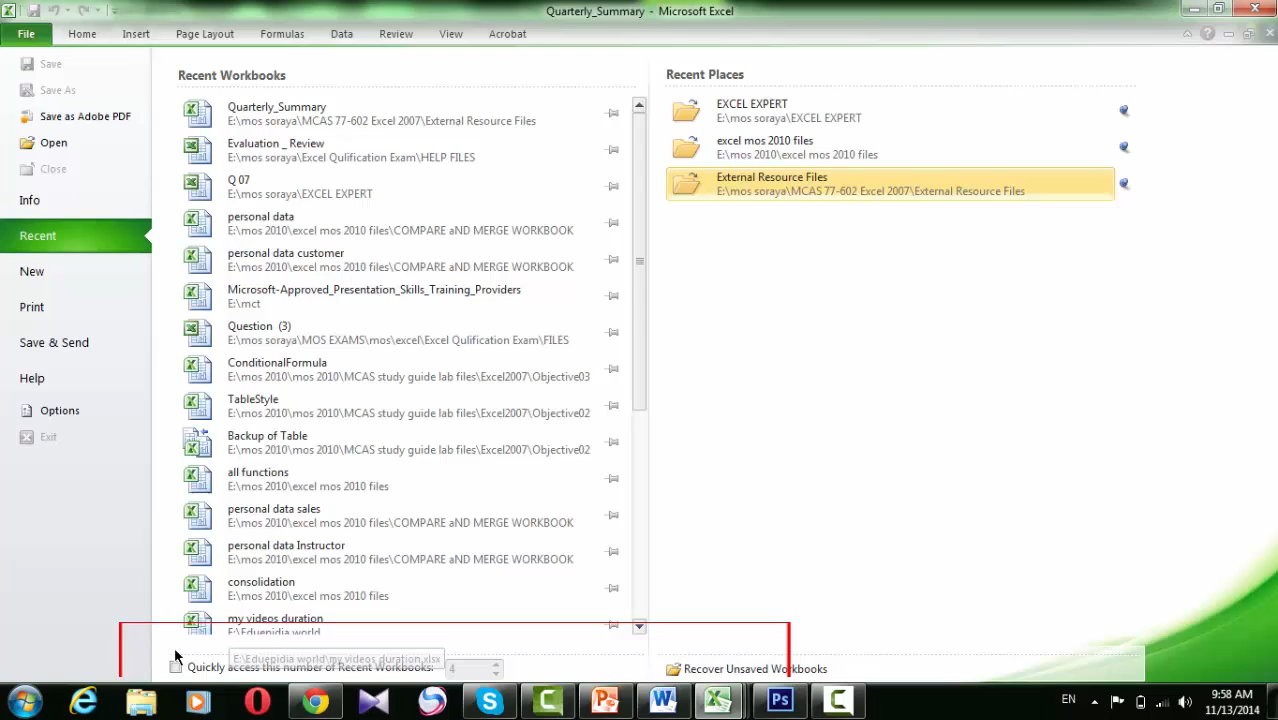 Quarterly_Summary - Microsoft Excel
File Home Insert Page Layout Formulas Data Review View Acrobat
Save
Save As
Save as Adobe PDF
Open
Close
Info
Recent
New
Print
Save & Send
Help
Options
Exit
Recent Workbooks
Quarterly_Summary
E:\mos soraya\MCAS 77-602 Excel 2007\External Resource Files
Evaluation _ Review
E:\mos soraya\Excel Qulification Exam\HELP FILES
Q 07
E:\mos soraya\EXCEL EXPERT
personal data
E:\mos 2010\excel mos 2010 files\COMPARE aND MERGE WORKBOOK
personal data customer
E:\mos 2010\excel mos 2010 files\COMPARE aND MERGE WORKBOOK
Microsoft-Approved_Presentation_Skills_Training_Providers
E:\mct
Question (3)
E:\mos soraya\MOS EXAMS\mos\excel\Excel Qulification Exam\FILES
ConditionalFormula
E:\mos 2010\mos 2010\MCAS study guide lab files\Excel2007\Objective03
TableStyle
E:\mos 2010\mos 2010\MCAS study guide lab files\Excel2007\Objective02
Backup of Table
E:\mos 2010\mos 2010\MCAS study guide lab files\Excel2007\Objective02
all functions
E:\mos 2010\excel mos 2010 files
personal data sales
E:\mos 2010\excel mos 2010 files\COMPARE aND MERGE WORKBOOK
personal data Instructor
E:\mos 2010\excel mos 2010 files\COMPARE aND MERGE WORKBOOK
consolidation
E:\mos 2010\excel mos 2010 files
my videos duration
E:\Eduepidia world
E:\Eduepidia world\my videos duration.xlsx
Quickly access this number of Recent Workbooks: 4
Recent Places
EXCEL EXPERT
E:\mos soraya\EXCEL EXPERT
excel mos 2010 files
E:\mos 2010\excel mos 2010 files
External Resource Files
E:\mos soraya\MCAS 77-602 Excel 2007\External Resource Files
Recover Unsaved Workbooks
EN
9:58 AM
11/13/2014